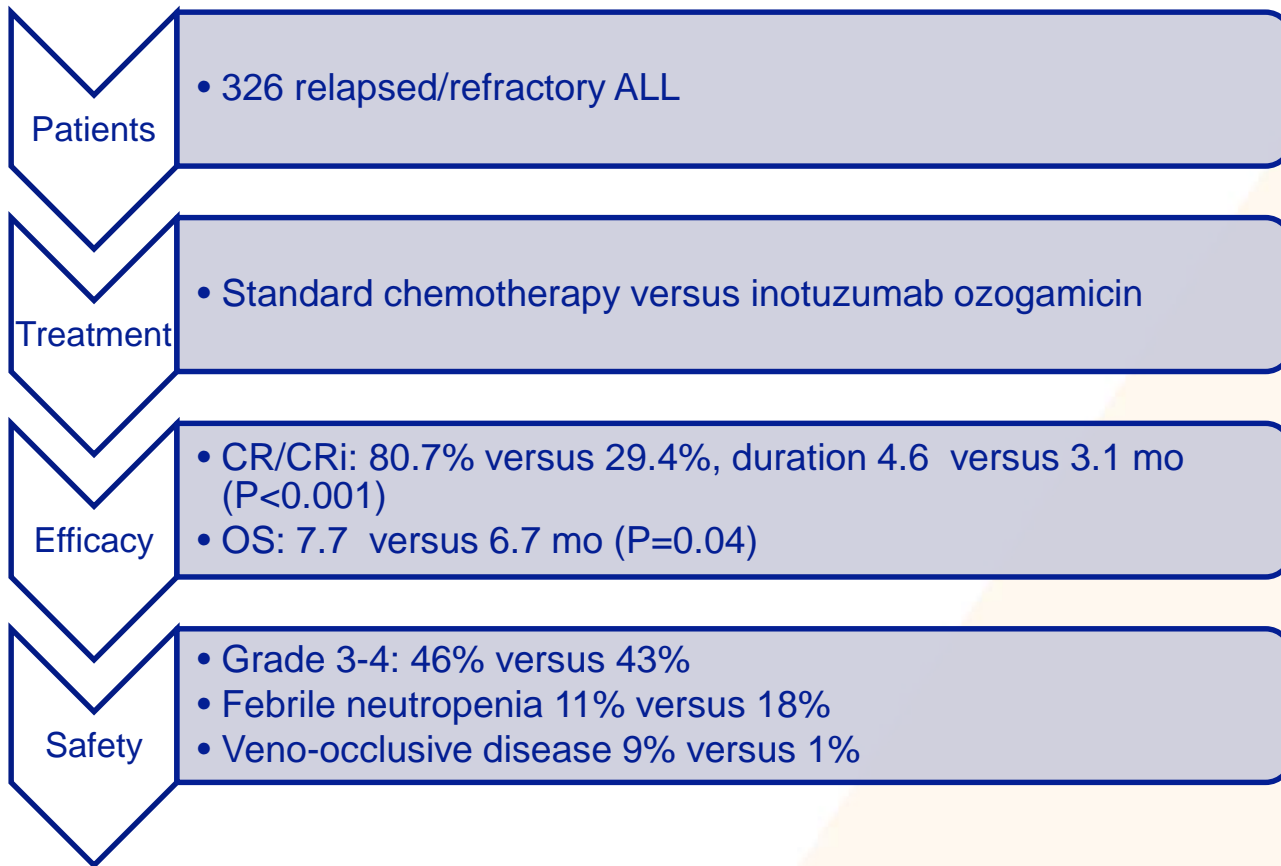 Patients
• 326 relapsed/refractory ALL
Treatment
• Standard chemotherapy versus inotuzumab ozogamicin
Efficacy
• CR/CRi: 80.7% versus 29.4%, duration 4.6 versus 3.1 mo
(P<0.001)
• OS: 7.7 versus 6.7 mo (P=0.04)
Safety
• Grade 3-4: 46% versus 43%
• Febrile neutropenia 11% versus 18%
• Veno-occlusive disease 9% versus 1%